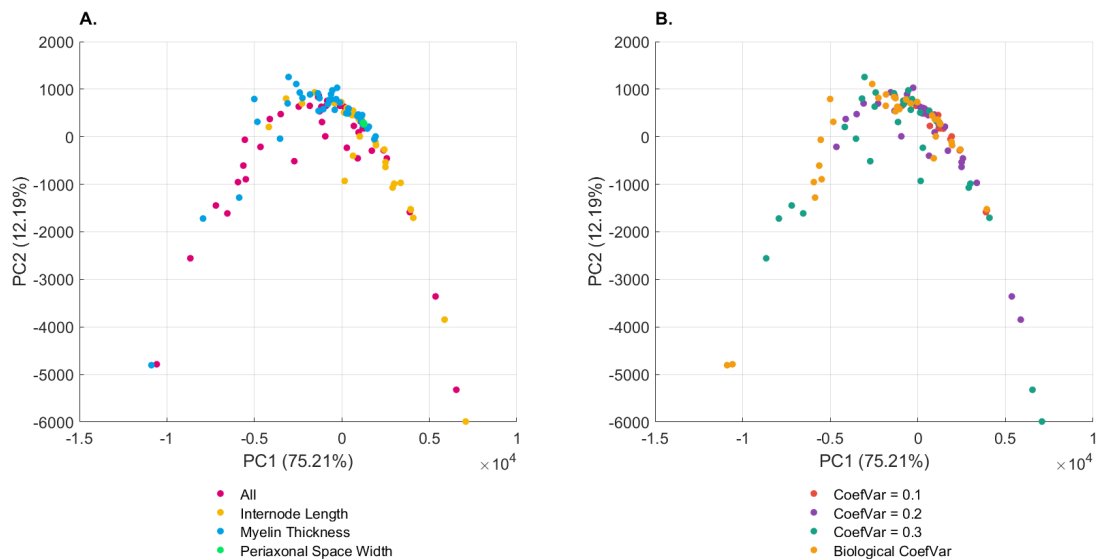 A.
2000
1000
0
-1000
-2000
-3000
-4000
-5000
-6000
PC2 (12.19%)
-1.5 -1 -0.5 0 0.5 1
PC1 (75.21%)
×10^4
All
Internode Length
Myelin Thickness
Periaxonal Space Width
B.
2000
1000
0
-1000
-2000
-3000
-4000
-5000
-6000
PC2 (12.19%)
-1.5 -1 -0.5 0 0.5 1
PC1 (75.21%)
×10^4
CoefVar = 0.1
CoefVar = 0.2
CoefVar = 0.3
Biological CoefVar